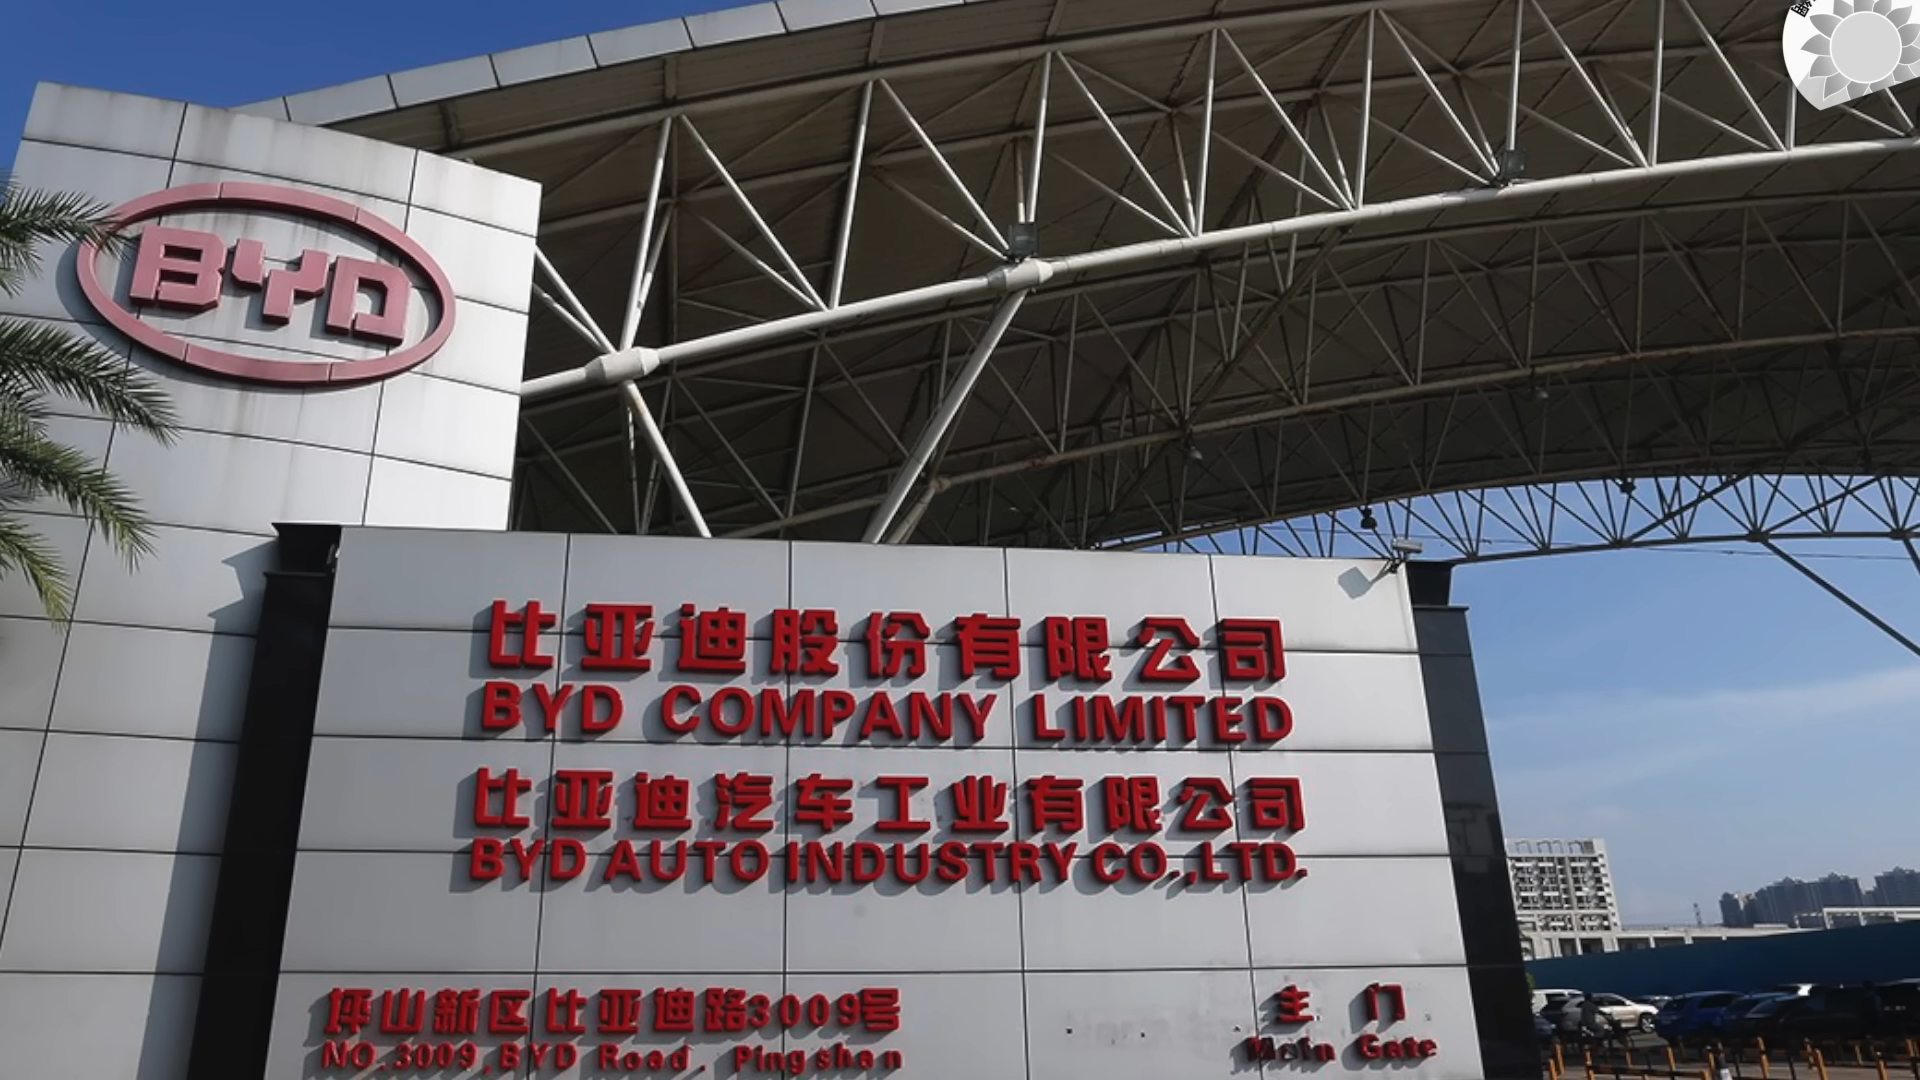 BYD
比亚迪股份有限公司
BYD COMPANY LIMITED
比亚迪汽车工业有限公司
BYD AUTO INDUSTRY CO.,LTD.
坪山新区比亚迪路3009号
NO.3009,BYD Road, Pingshan
主门
Main Gate